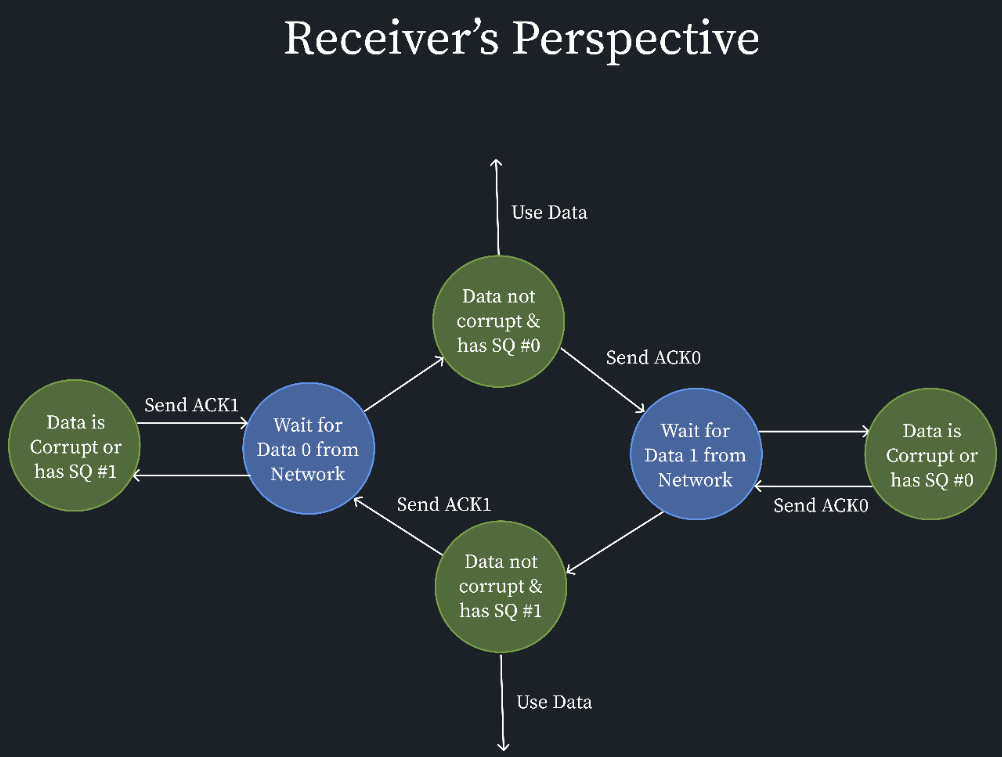 Receiver's Perspective
Use Data
Data not
corrupt &
has SQ #0
Send ACK0
Data is
Corrupt or
has SQ #1
Send ACK1
Wait for
Data 0 from
Network
Wait for
Data 1 from
Network
Data is
Corrupt or
has SQ #0
Send ACK0
Send ACK1
Data not
corrupt &
has SQ #1
Use Data